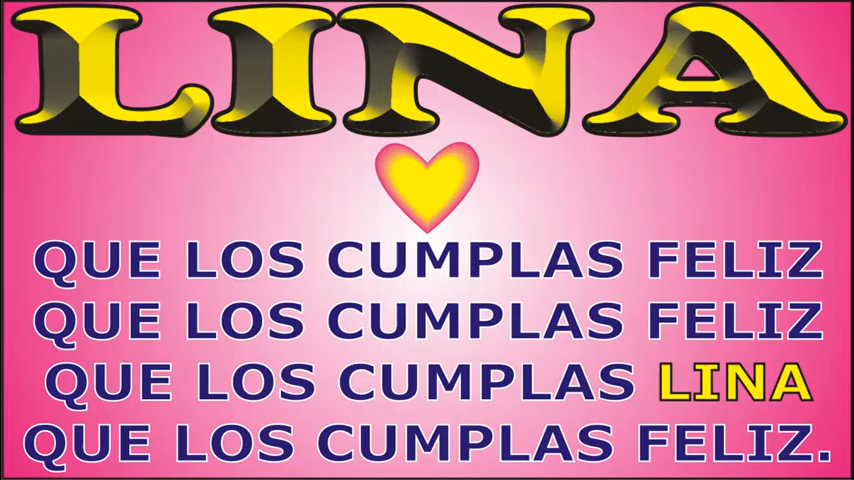 LINA
QUE LOS CUMPLAS FELIZ
QUE LOS CUMPLAS FELIZ
QUE LOS CUMPLAS LINA
QUE LOS CUMPLAS FELIZ.